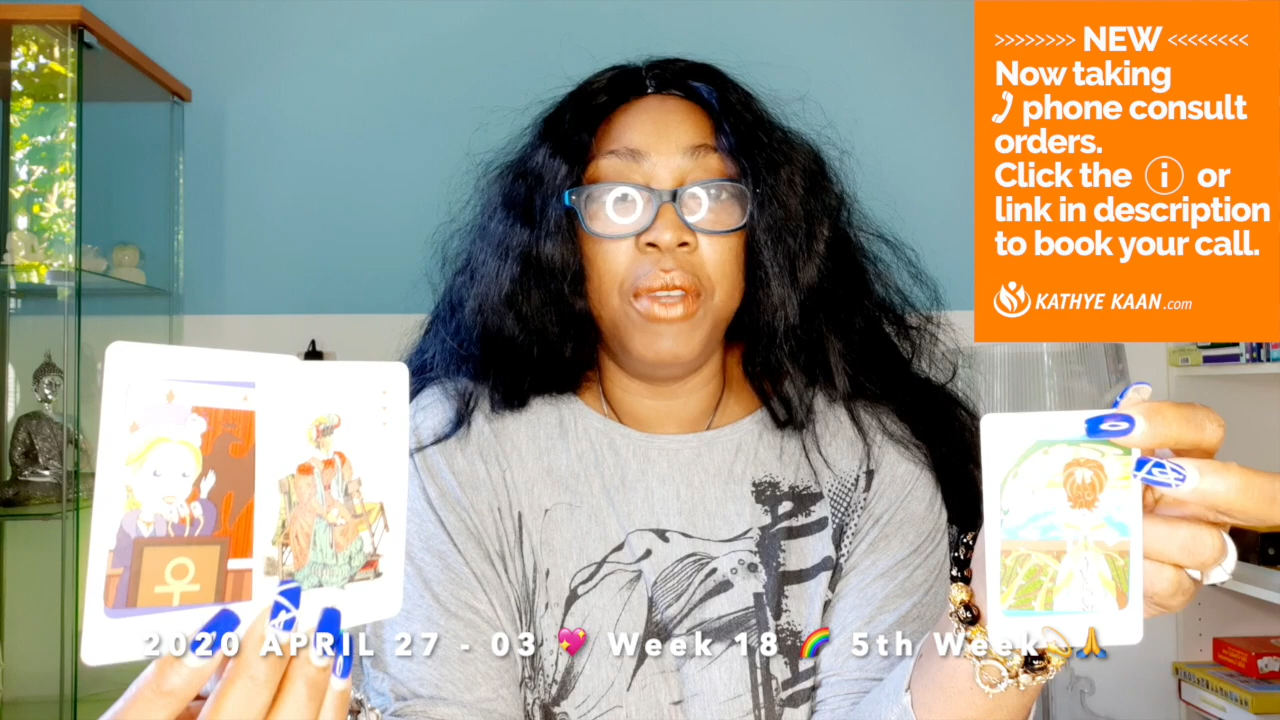 >>>>>>>> NEW <<<<<<<<
Now taking
phone consult
orders.
Click the ⓘ or
link in description
to book your call.
KATHYE KAAN.com
2020 APRIL 27 - 03 💖 Week 18 🌈 5th Week 🙏